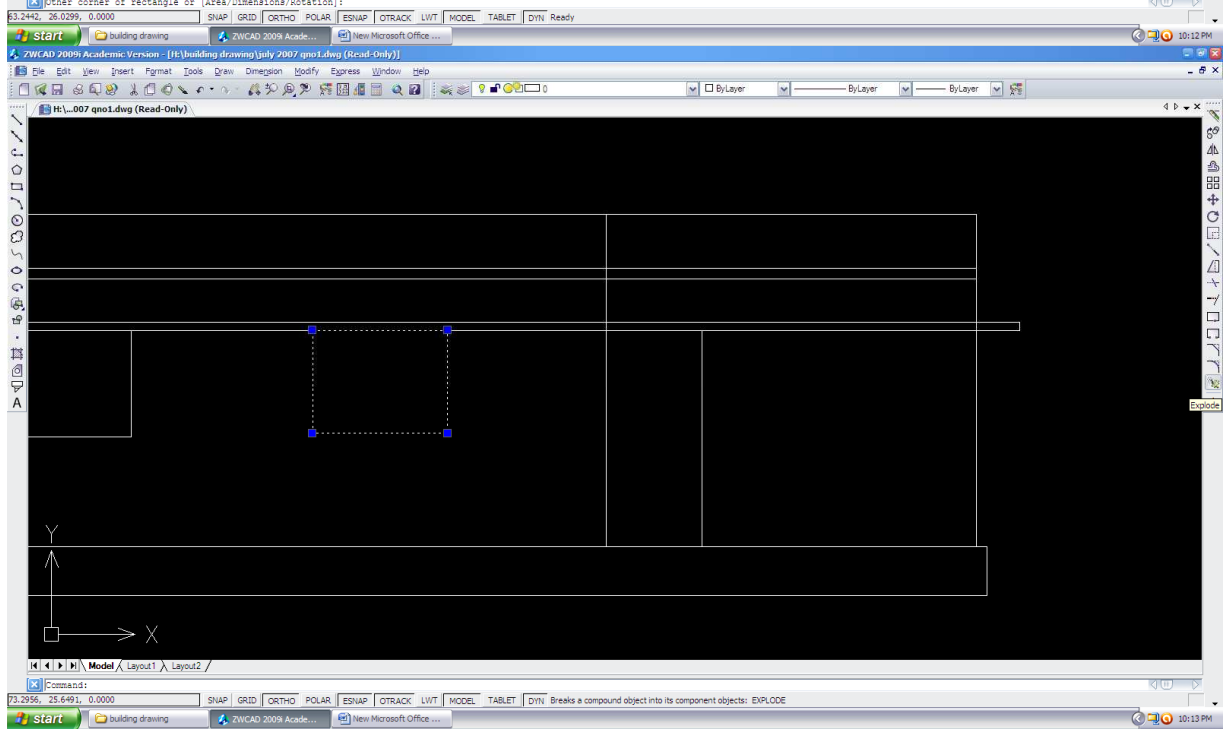 Other corner of rectangle or [Area/Dimensions/Rotation]:
63.2442, 26.0299, 0.0000 SNAP GRID ORTHO POLAR ESNAP OTRACK LWT MODEL TABLET DYN Ready
start building drawing ZWCAD 2009i Acade... New Microsoft Office ... 10:12 PM
ZWCAD 2009i Academic Version - [H:\building drawing\july 2007 qno1.dwg (Read-Only)]
File Edit View Insert Format Tools Draw Dimension Modify Express Window Help
0 ByLayer ByLayer ByLayer
H:\...007 qno1.dwg (Read-Only)
A
Explode
Y
X
Model Layout1 Layout2
Command:
73.2956, 25.6491, 0.0000 SNAP GRID ORTHO POLAR ESNAP OTRACK LWT MODEL TABLET DYN Breaks a compound object into its component objects: EXPLODE
start building drawing ZWCAD 2009i Acade... New Microsoft Office ... 10:13 PM